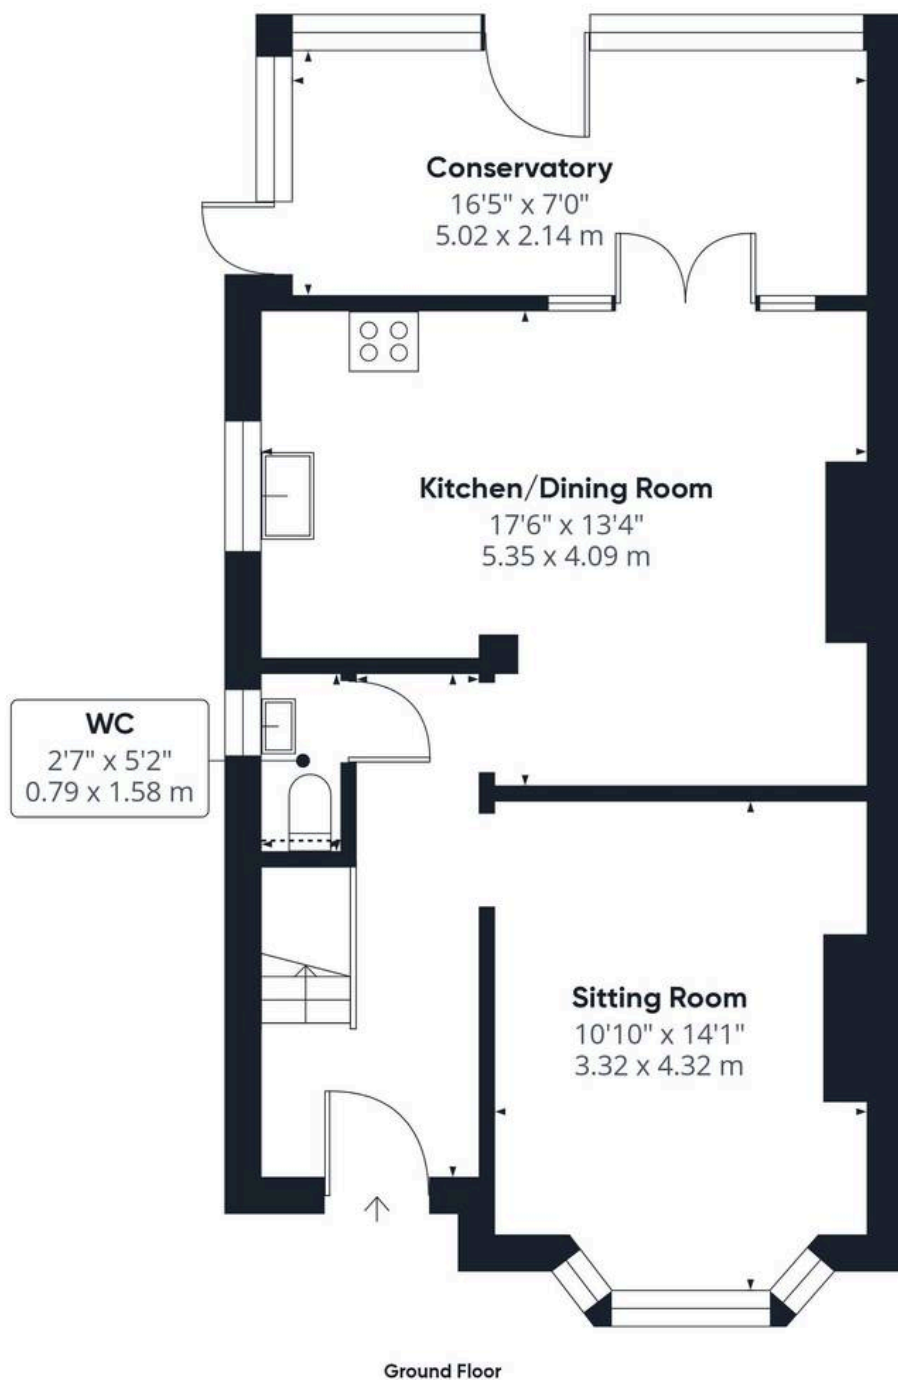 Conservatory
16'5" x 7'0"
5.02 x 2.14 m
Kitchen/Dining Room
17'6" x 13'4"
5.35 x 4.09 m
WC
2'7" x 5'2"
0.79 x 1.58 m
Sitting Room
10'10" x 14'1"
3.32 x 4.32 m
Ground Floor